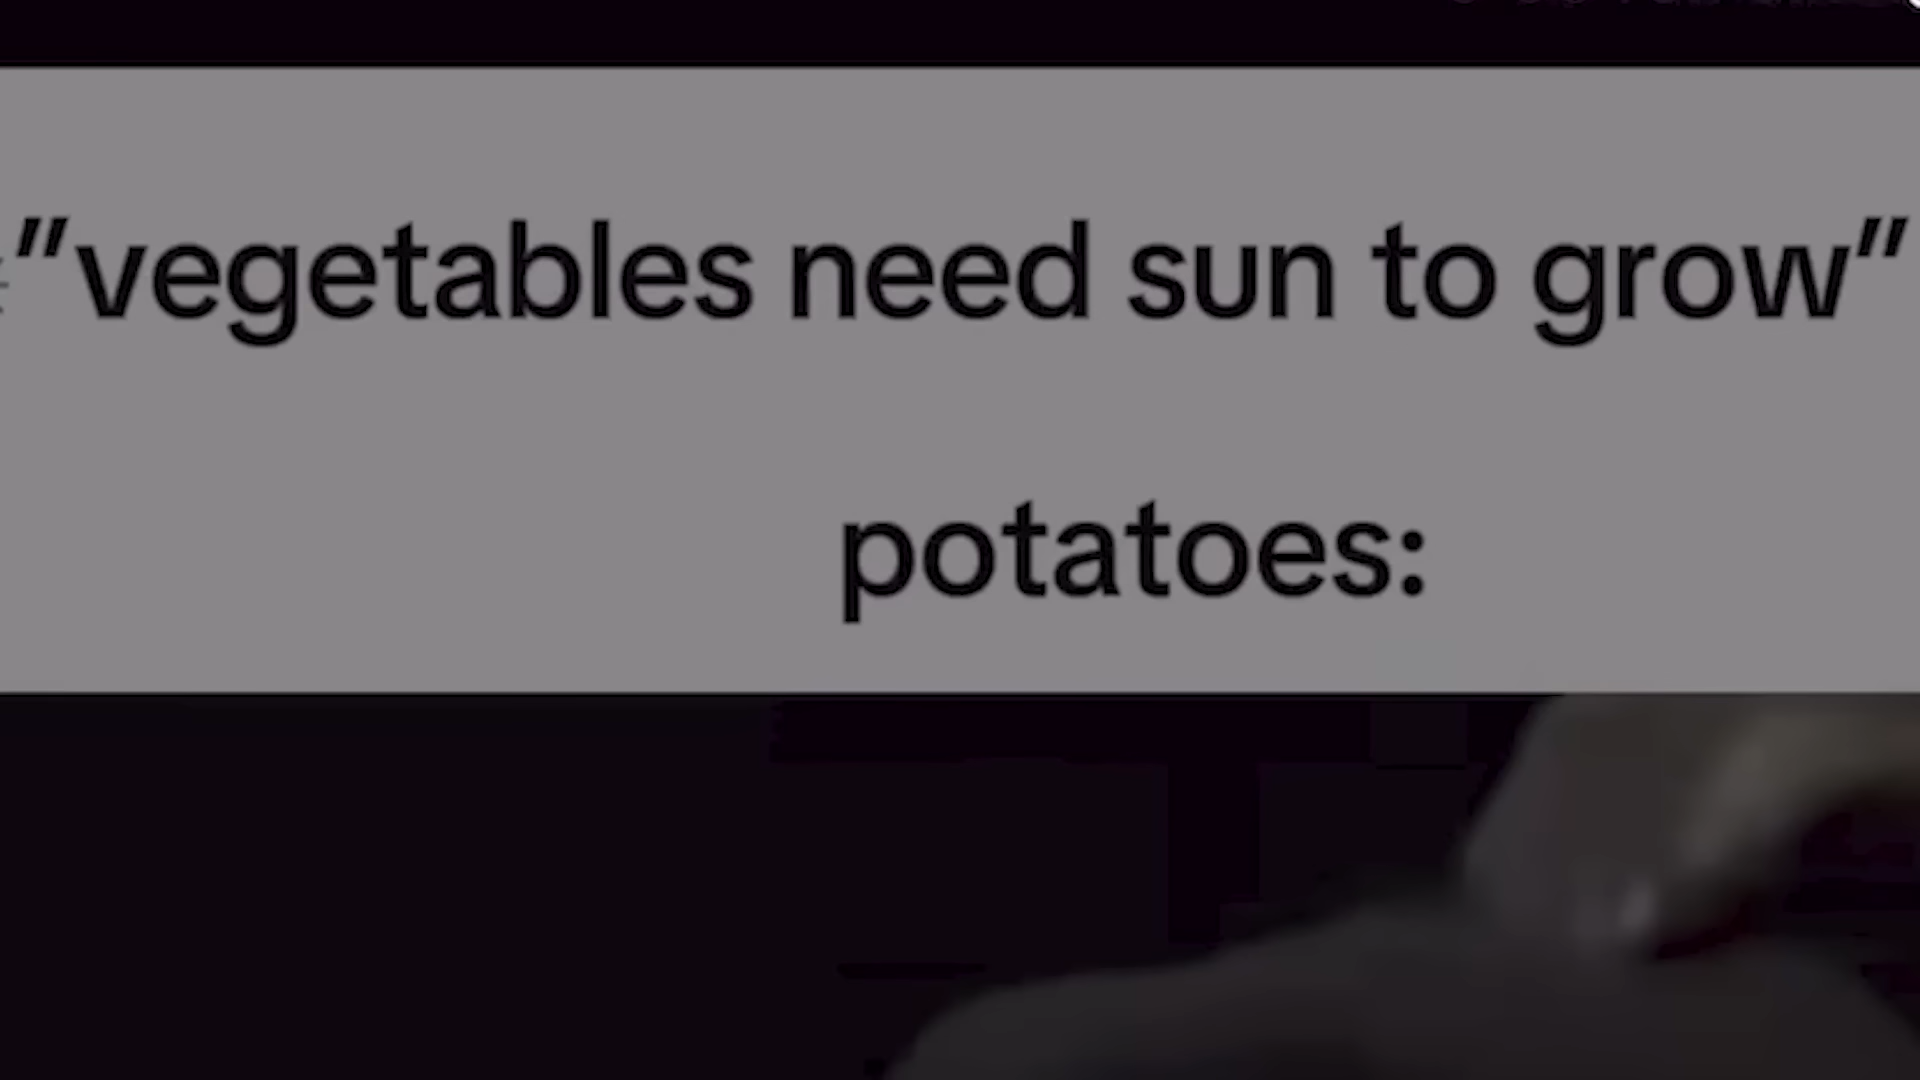 "vegetables need sun to grow"
potatoes: